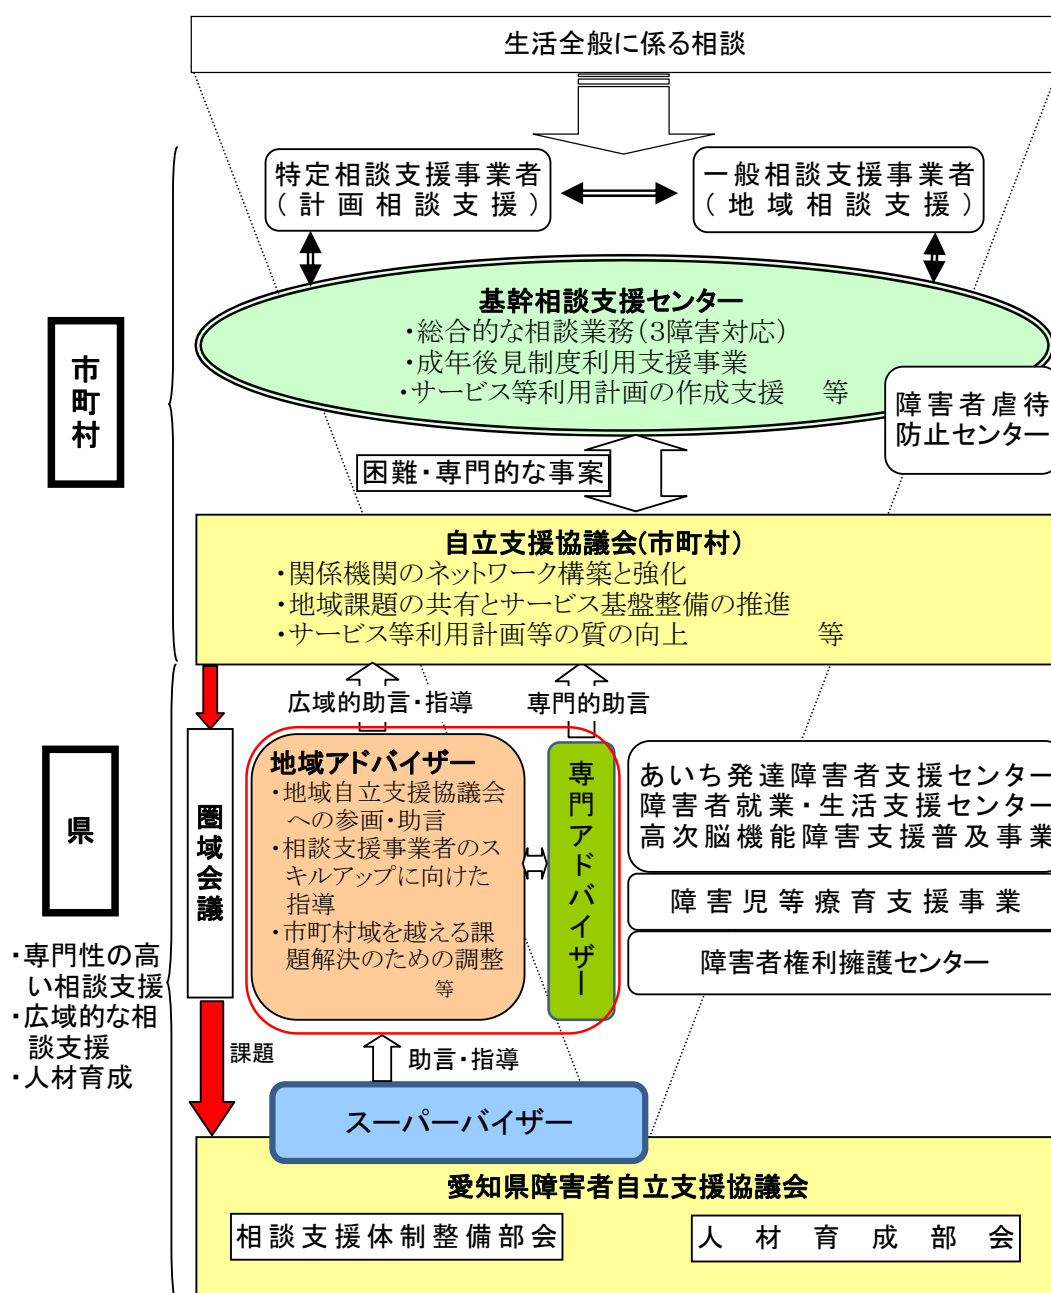 生活全般に係る相談
特定相談支援事業者
(計画相談支援)
一般相談支援事業者
(地域相談支援)
基幹相談支援センター
・総合的な相談業務(3障害対応)
・成年後見制度利用支援事業
・サービス等利用計画の作成支援 等
市町村
障害者虐待
防止センター
困難・専門的な事案
自立支援協議会(市町村)
・関係機関のネットワーク構築と強化
・地域課題の共有とサービス基盤整備の推進
・サービス等利用計画等の質の向上 等
広域的助言・指導
専門的助言
県
・専門性の高
い相談支援
・広域的な相
談支援
・人材育成
圏域会議
地域アドバイザー
・地域自立支援協議会
への参画・助言
・相談支援事業者のス
キルアップに向けた
指導
・市町村域を越える課
題解決のための調整
等
専門アドバイザー
あいち発達障害者支援センター
障害者就業・生活支援センター
高次脳機能障害支援普及事業
障害児等療育支援事業
障害者権利擁護センター
課題
助言・指導
スーパーバイザー
愛知県障害者自立支援協議会
相談支援体制整備部会
人材育成部会